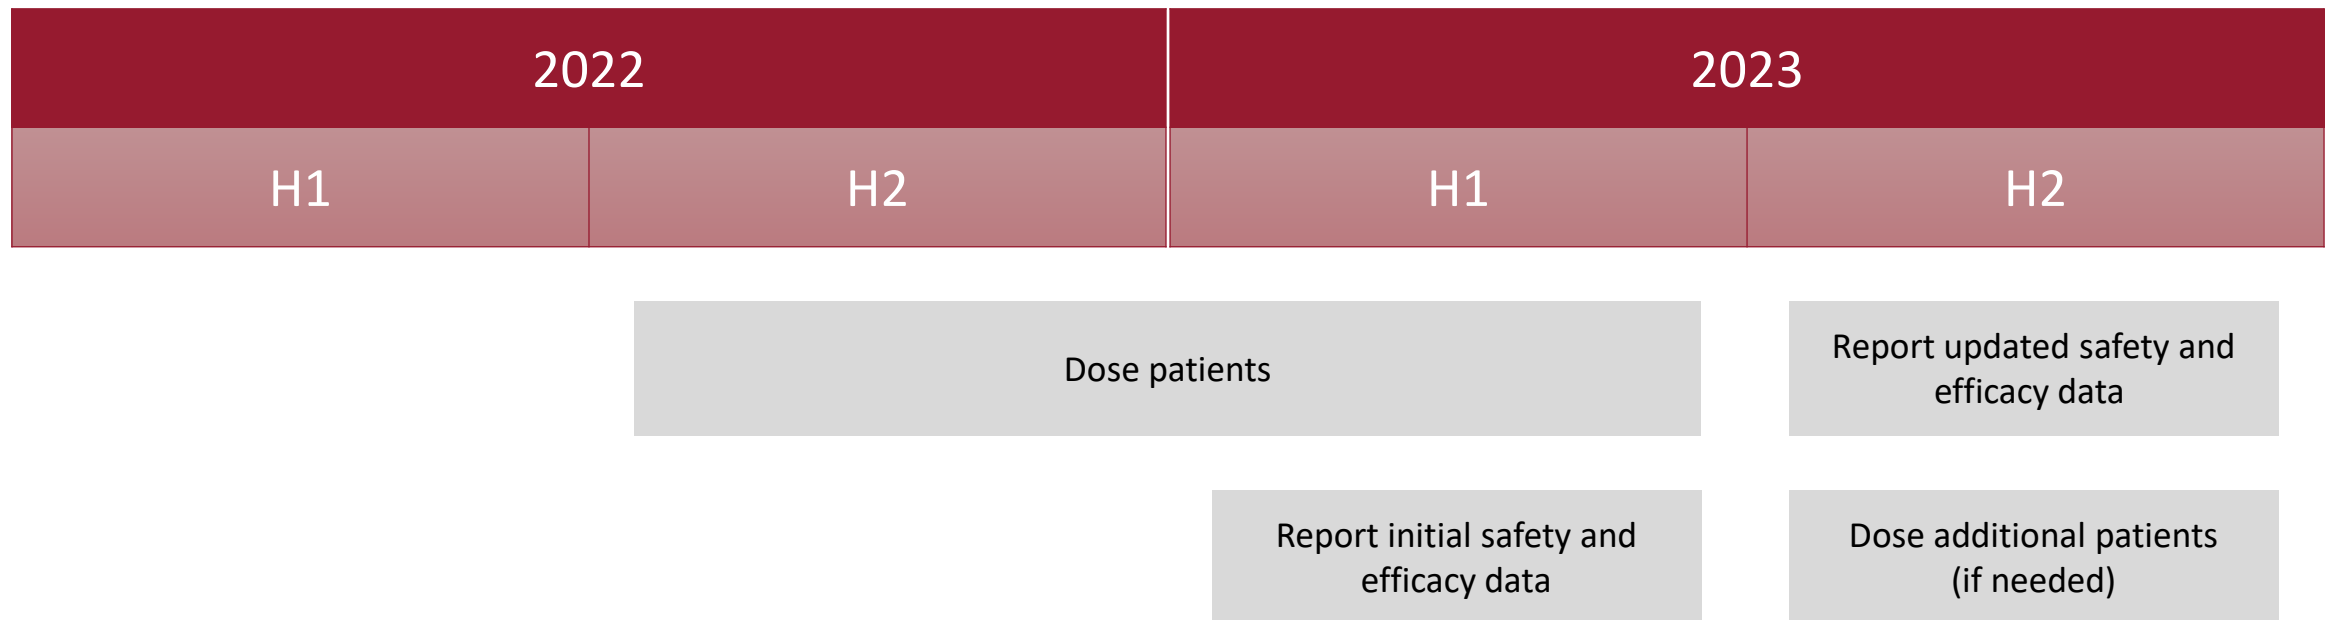 2022
2023
H1
H2
H1
H2
Dose patients
Report updated safety and
efficacy data
Report initial safety and
efficacy data
Dose additional patients
(if needed)